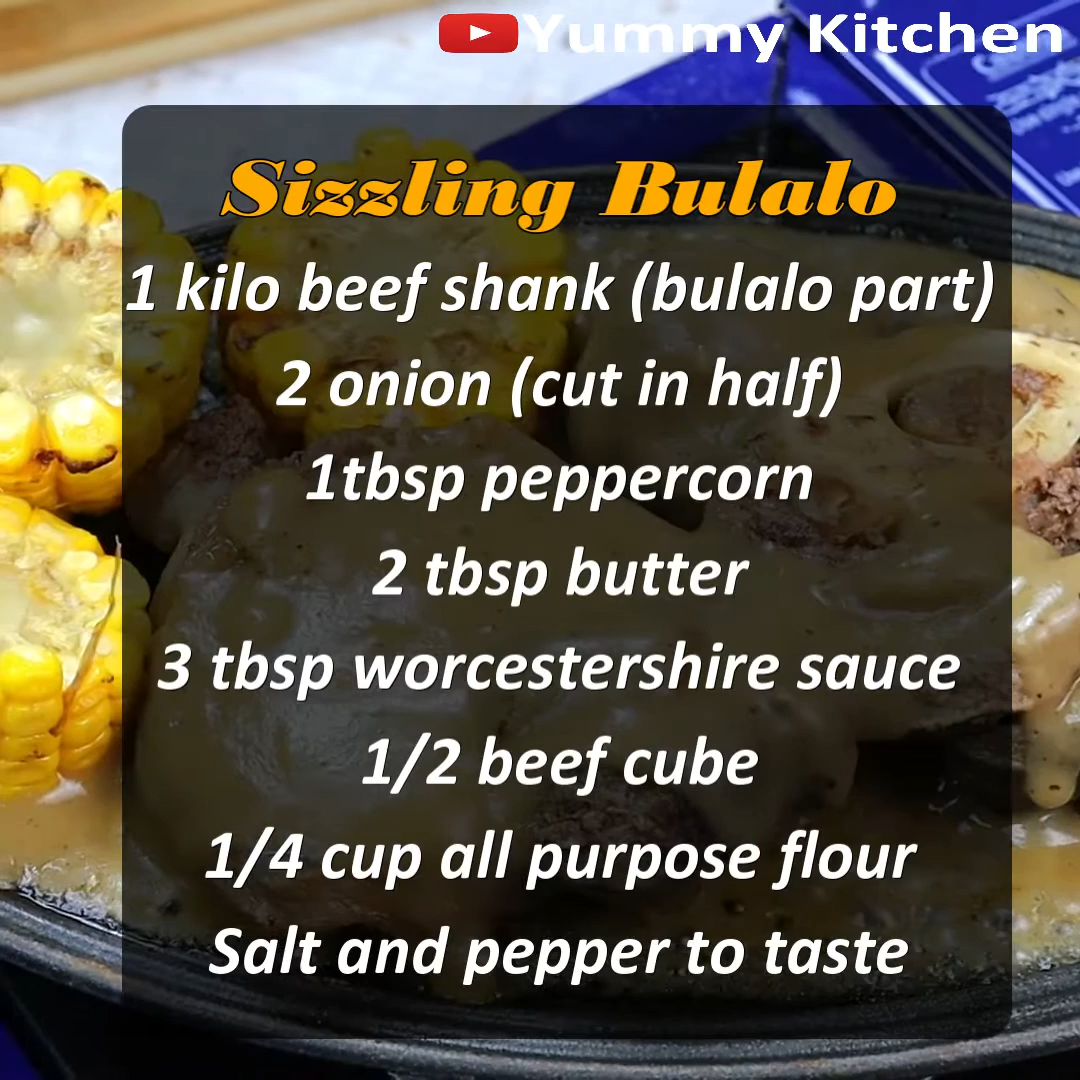 Yummy Kitchen
Sizzling Bulalo
1 kilo beef shank (bulalo part)
2 onion (cut in half)
1tbsp peppercorn
2 tbsp butter
3 tbsp worcestershire sauce
1/2 beef cube
1/4 cup all purpose flour
Salt and pepper to taste